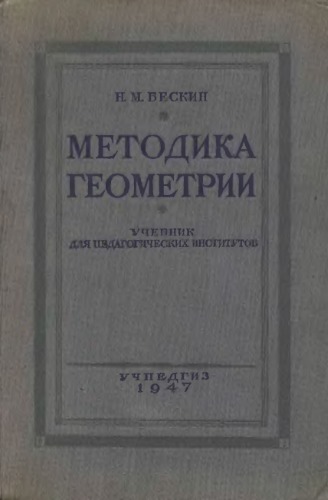 Н. М. БЕСКИН
МЕТОДИКА
ГЕОМЕТРИИ
УЧЕБНИК
ДЛЯ ПЕДАГОГИЧЕСКИХ ИНСТИТУТОВ
УЧПЕДГИЗ
1947